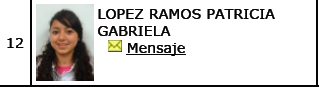 12
LOPEZ RAMOS PATRICIA
GABRIELA
Mensaje